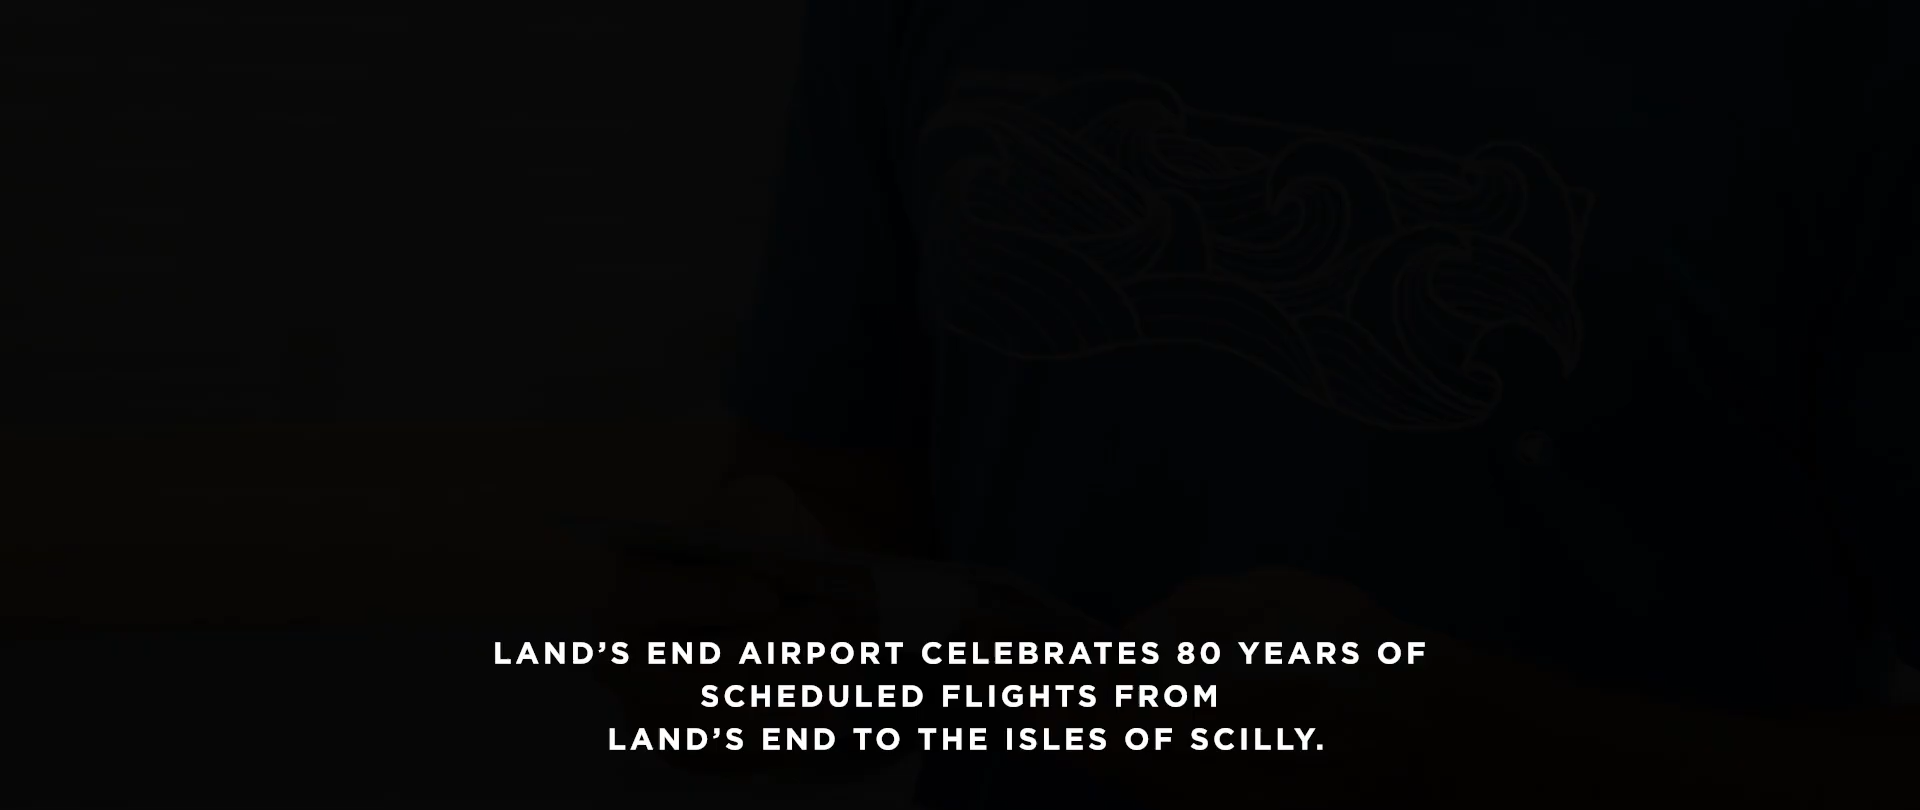 LAND’S END AIRPORT CELEBRATES 80 YEARS OF
SCHEDULED FLIGHTS FROM
LAND’S END TO THE ISLES OF SCILLY.